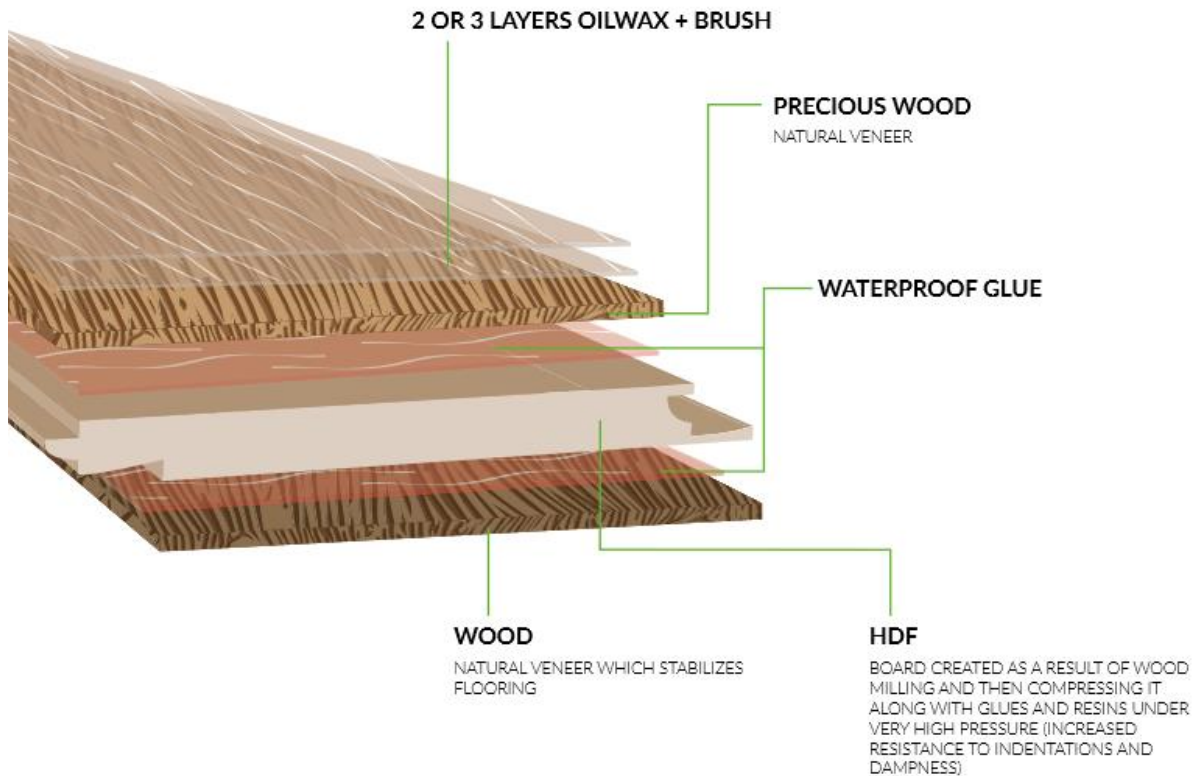 2 OR 3 LAYERS OILWAX + BRUSH
PRECIOUS WOOD
NATURAL VENEER
WATERPROOF GLUE
WOOD
NATURAL VENEER WHICH STABILIZES
FLOORING
HDF
BOARD CREATED AS A RESULT OF WOOD
MILLING AND THEN COMPRESSING IT
ALONG WITH GLUES AND RESINS UNDER
VERY HIGH PRESSURE (INCREASED
RESISTANCE TO INDENTATIONS AND
DAMPNESS)